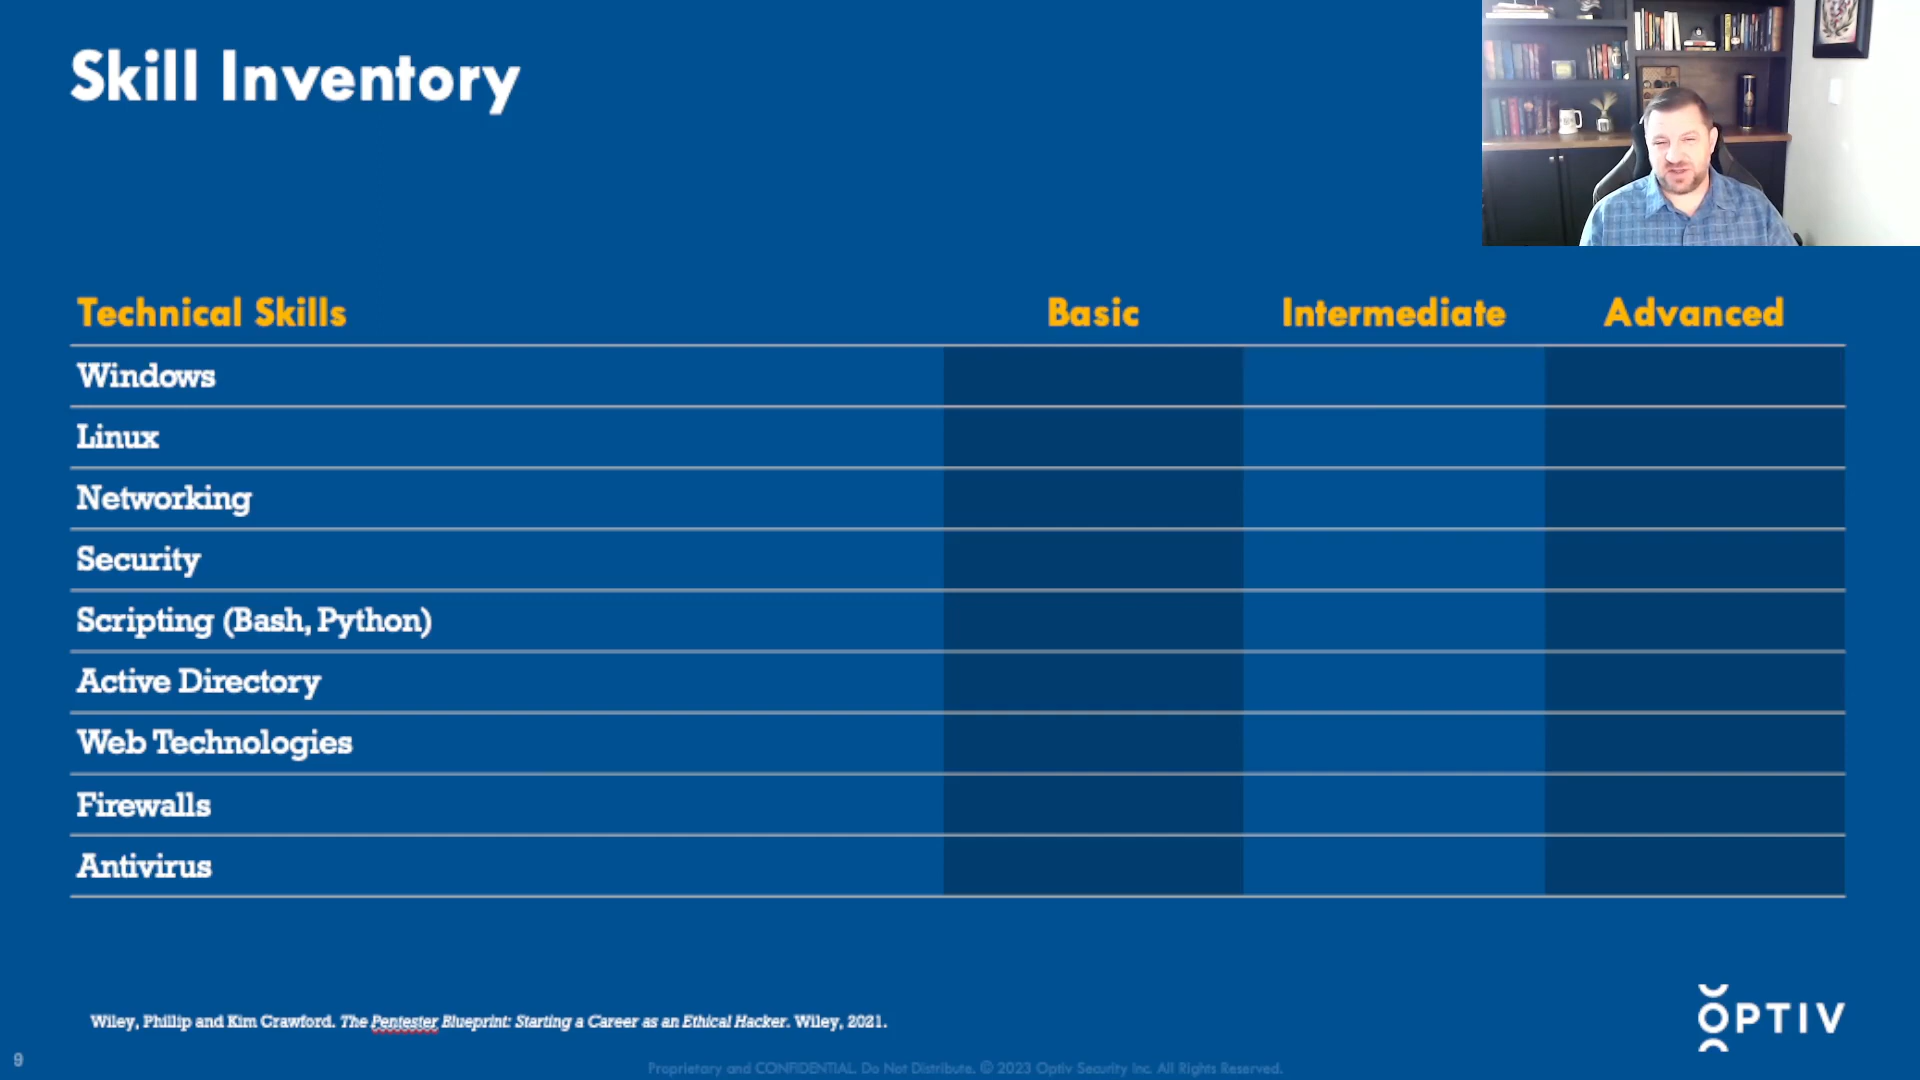 Skill Inventory
Technical Skills Basic Intermediate Advanced
Windows
Linux
Networking
Security
Scripting (Bash, Python)
Active Directory
Web Technologies
Firewalls
Antivirus
Wiley, Phillip and Kim Crawford. The Pentester Blueprint: Starting a Career as an Ethical Hacker. Wiley, 2021.
OPTIV
9
Proprietary and CONFIDENTIAL. Do Not Distribute. © 2023 Optiv Security Inc. All Rights Reserved.